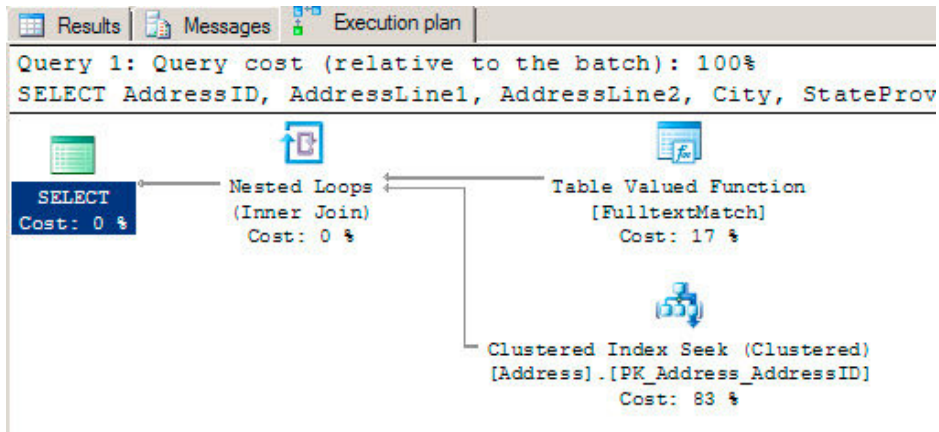 Results Messages Execution plan
Query 1: Query cost (relative to the batch): 100%
SELECT AddressID, AddressLine1, AddressLine2, City, StateProv
SELECT
Cost: 0 %
Nested Loops
(Inner Join)
Cost: 0 %
Table Valued Function
[FulltextMatch]
Cost: 17 %
Clustered Index Seek (Clustered)
[Address].[PK_Address_AddressID]
Cost: 83 %